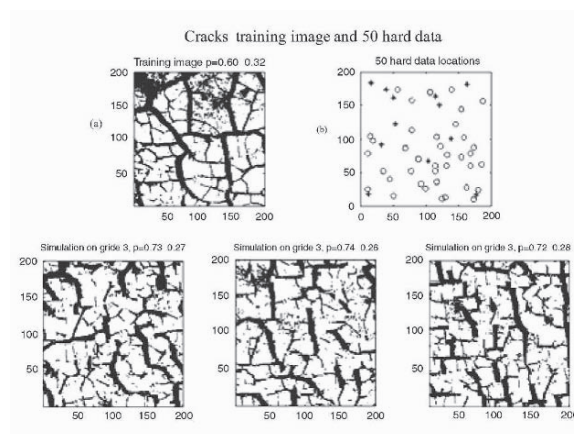 Cracks training image and 50 hard data
Training image p=0.60 0.32
50 hard data locations
(a)
200
150
100
50
50 100 150 200
(b)
200
150
100
50
0
0 50 100 150 200
Simulation on gride 3, p=0.73 0.27
200
150
100
50
50 100 150 200
Simulation on gride 3, p=0.74 0.26
200
150
100
50
50 100 150 200
Simulation on gride 3, p=0.72 0.28
200
150
100
50
50 100 150 200